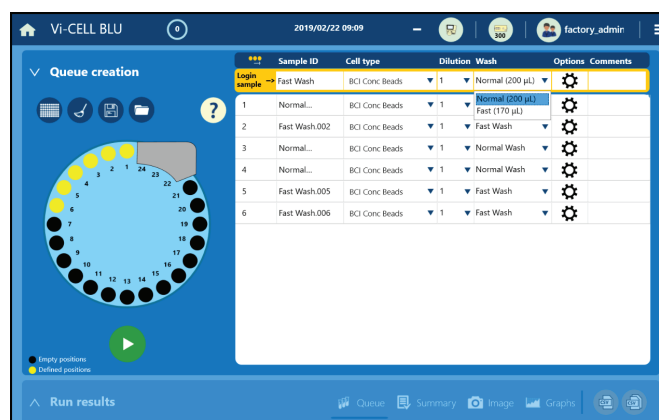 Vi-CELL BLU 0 2019/02/22 09:09 300 factory_admin
Queue creation
Sample ID Cell type Dilution Wash Options Comments
Login sample Fast Wash BCI Conc Beads 1 Normal (200 µL)
Normal (200 µL)
Fast (170 µL)
?
1 Normal... BCI Conc Beads 1
2 Fast Wash.002 BCI Conc Beads 1 Fast Wash
3 Normal... BCI Conc Beads 1 Normal Wash
4 Normal... BCI Conc Beads 1 Normal Wash
5 Fast Wash.005 BCI Conc Beads 1 Fast Wash
6 Fast Wash.006 BCI Conc Beads 1 Fast Wash
1
2
3
4
5
6
7
8
9
10
11
12
13
14
15
16
17
18
19
20
21
22
23
24
Empty positions
Defined positions
Run results Queue Summary Image Graphs